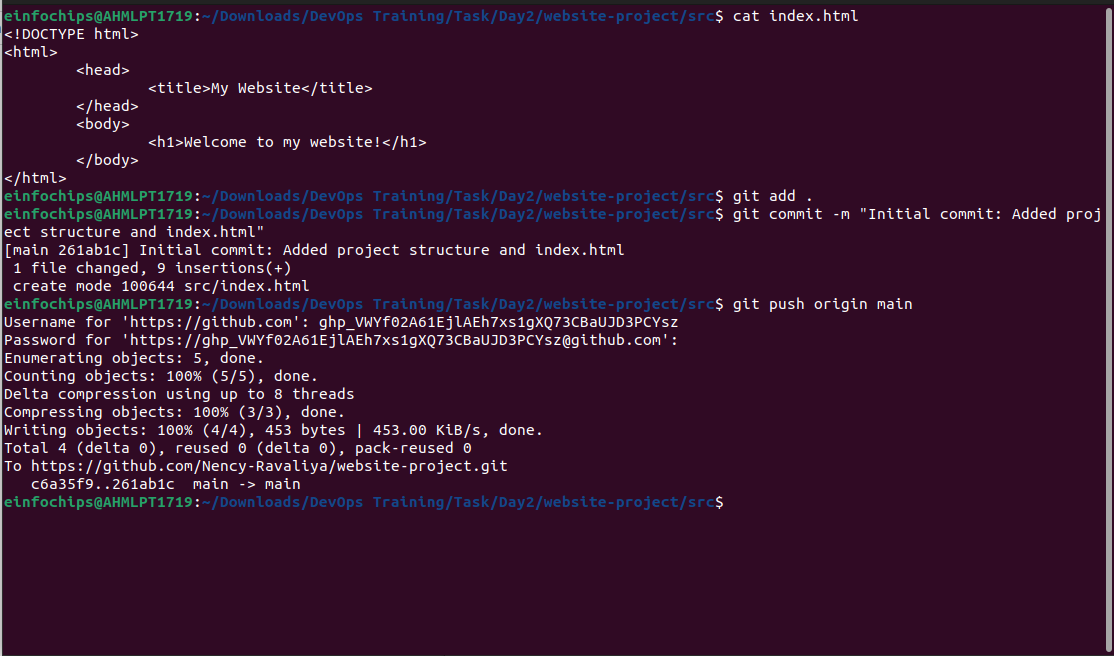 einfochips@AHMLPT1719:~/Downloads/DevOps Training/Task/Day2/website-project/src$ cat index.html
<!DOCTYPE html>
<html>
        <head>
                <title>My Website</title>
        </head>
        <body>
                <h1>Welcome to my website!</h1>
        </body>
</html>
einfochips@AHMLPT1719:~/Downloads/DevOps Training/Task/Day2/website-project/src$ git add .
einfochips@AHMLPT1719:~/Downloads/DevOps Training/Task/Day2/website-project/src$ git commit -m "Initial commit: Added proj
ect structure and index.html"
[main 261ab1c] Initial commit: Added project structure and index.html
 1 file changed, 9 insertions(+)
 create mode 100644 src/index.html
einfochips@AHMLPT1719:~/Downloads/DevOps Training/Task/Day2/website-project/src$ git push origin main
Username for 'https://github.com': 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
Password for 'https://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@github.com':
Enumerating objects: 5, done.
Counting objects: 100% (5/5), done.
Delta compression using up to 8 threads
Compressing objects: 100% (3/3), done.
Writing objects: 100% (4/4), 453 bytes | 453.00 KiB/s, done.
Total 4 (delta 0), reused 0 (delta 0), pack-reused 0
To https://github.com/Nency-Ravaliya/website-project.git
   c6a35f9..261ab1c  main -> main
einfochips@AHMLPT1719:~/Downloads/DevOps Training/Task/Day2/website-project/src$